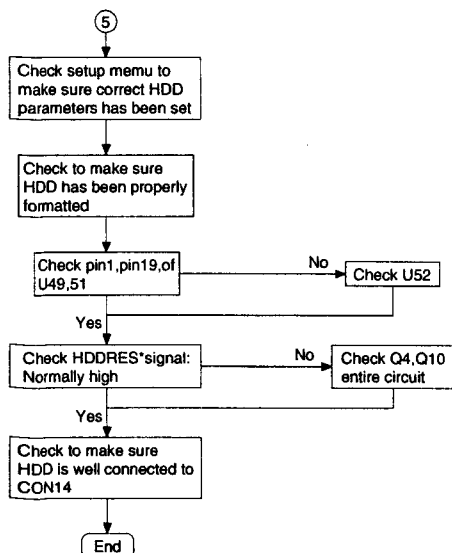 5
Check setup memu to
make sure correct HDD
parameters has been set
Check to make sure
HDD has been properly
formatted
Check pin1,pin19,of
U49,51
No
Check U52
Yes
Check HDDRES*signal:
Normally high
No
Check Q4,Q10
entire circuit
Yes
Check to make sure
HDD is well connected to
CON14
End